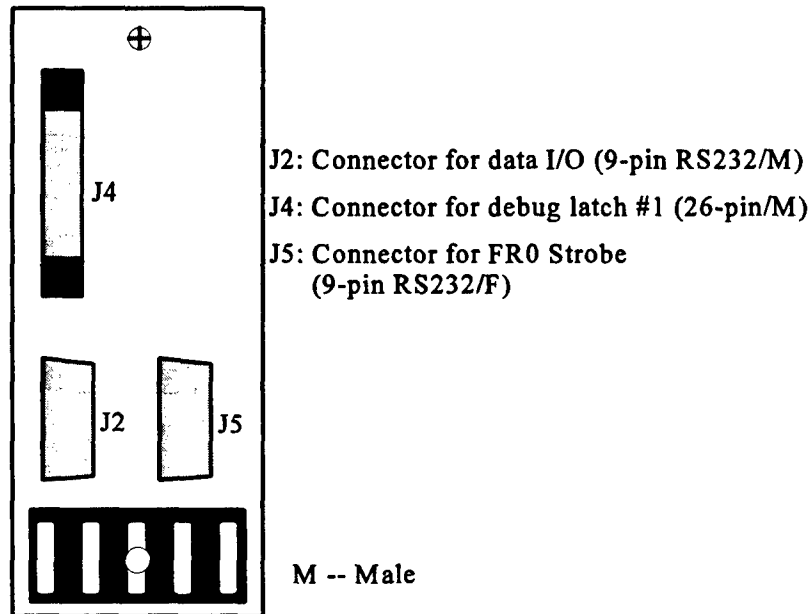 J4
J2: Connector for data I/O (9-pin RS232/M)
J4: Connector for debug latch #1 (26-pin/M)
J5: Connector for FR0 Strobe
(9-pin RS232/F)
J2
J5
M -- Male